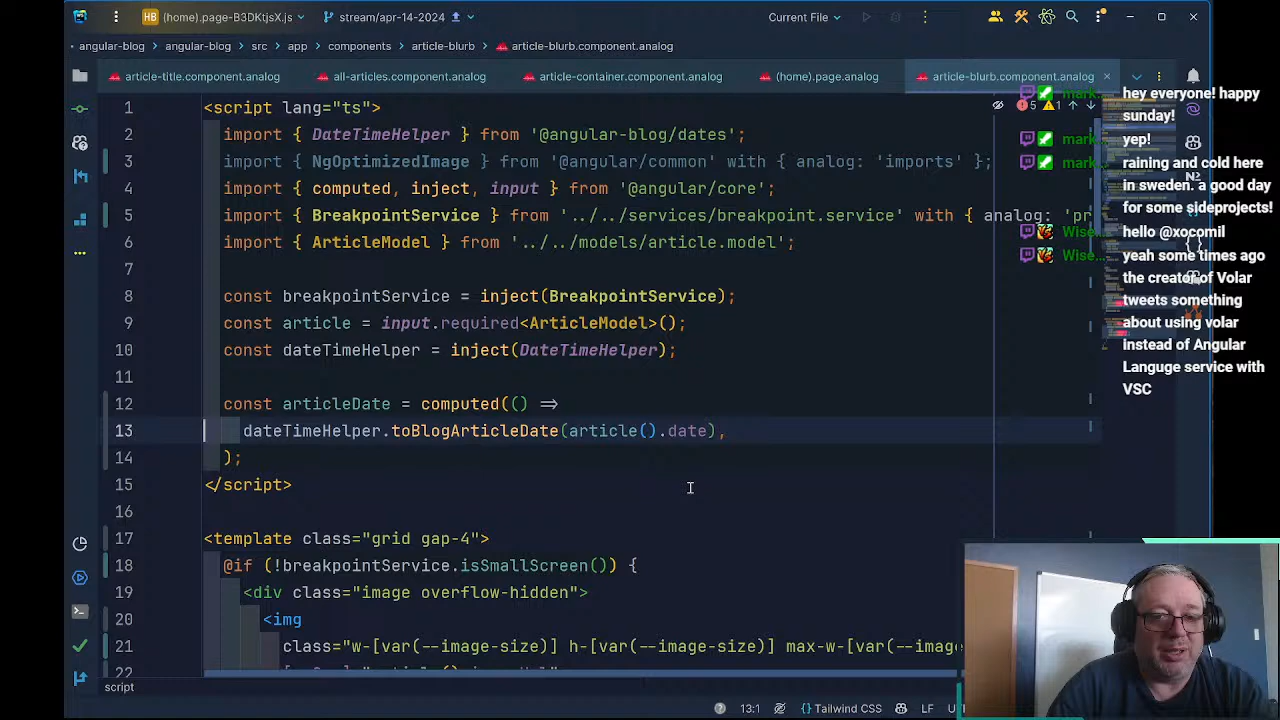 HB (home).page-B3DKtjsX.js
stream/apr-14-2024
Current File
angular-blog > angular-blog > src > app > components > article-blurb > article-blurb.component.analog
article-title.component.analog
all-articles.component.analog
article-container.component.analog
(home).page.analog
article-blurb.component.analog
5 1
1 <script lang="ts">
2 import { DateTimeHelper } from '@angular-blog/dates';
3 import { NgOptimizedImage } from '@angular/common' with { analog: 'imports' };
4 import { computed, inject, input } from '@angular/core';
5 import { BreakpointService } from '../../services/breakpoint.service' with { analog: 'pr
6 import { ArticleModel } from '../../models/article.model';
7
8 const breakpointService = inject(BreakpointService);
9 const article = input.required<ArticleModel>();
10 const dateTimeHelper = inject(DateTimeHelper);
11
12 const articleDate = computed(() =>
13 dateTimeHelper.toBlogArticleDate(article().date),
14 );
15 </script>
16
17 <template class="grid gap-4">
18 @if (!breakpointService.isSmallScreen()) {
19 <div class="image overflow-hidden">
20 <img
21 class="w-[var(--image-size)] h-[var(--image-size)] max-w-[var(--image
22
script
13:1
Tailwind CSS
LF
mark...
hey everyone! happy
sunday!
mark...
yep!
mark...
raining and cold here
in sweden. a good day
for some sideprojects!
Wise...
hello @xocomil
Wise...
yeah some times ago
the creator of Volar
tweets something
about using volar
instead of Angular
Languge service with
VSC